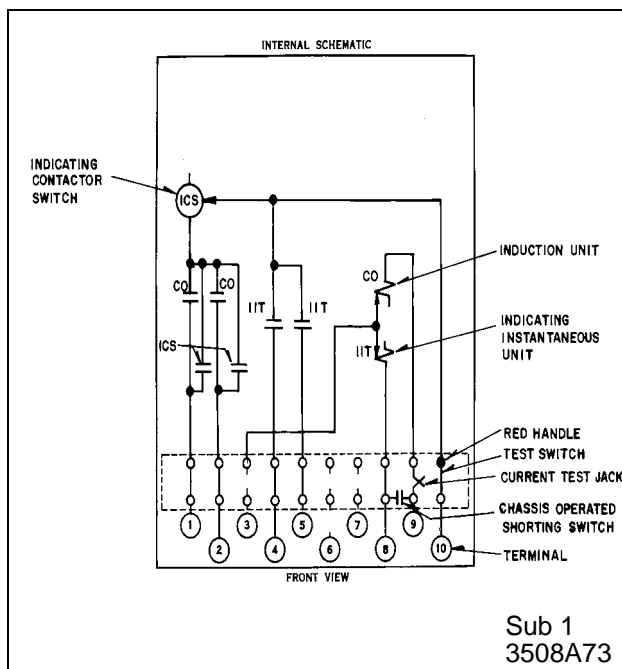 INTERNAL SCHEMATIC
INDICATING
CONTACTOR
SWITCH
ICS
CO
CO
IIT
IIT
ICS
CO
INDUCTION UNIT
IIT
INDICATING
INSTANTANEOUS
UNIT
RED HANDLE
TEST SWITCH
CURRENT TEST JACK
CHASSIS OPERATED
SHORTING SWITCH
1
3
5
7
9
2
4
6
8
10
TERMINAL
FRONT VIEW
Sub 1
3508A73